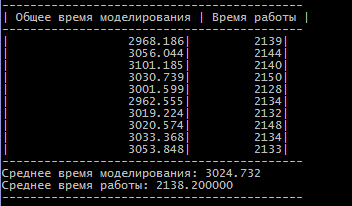 ------------------------------------------
| Общее время моделирования | Время работы |
------------------------------------------
|                 2968.186|         2139|
|                 3056.044|         2144|
|                 3101.185|         2140|
|                 3030.739|         2150|
|                 3001.599|         2128|
|                 2962.555|         2134|
|                 3019.224|         2132|
|                 3020.574|         2148|
|                 3033.368|         2134|
|                 3053.848|         2133|
------------------------------------------
Среднее время моделирования: 3024.732
Среднее время работы: 2138.200000
------------------------------------------